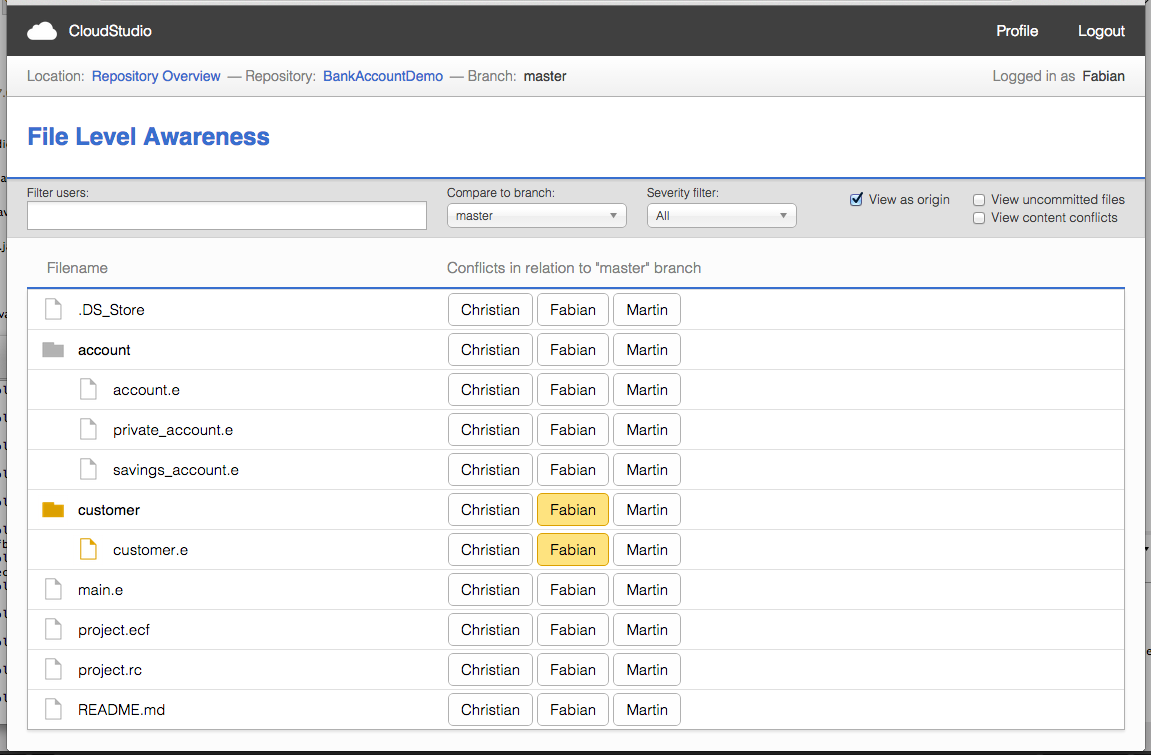 CloudStudio Profile Logout
Location: Repository Overview — Repository: BankAccountDemo — Branch: master Logged in as Fabian
File Level Awareness
Filter users: Compare to branch: Severity filter:
master All View as origin View uncommitted files
View content conflicts
Filename Conflicts in relation to "master" branch
.DS_Store Christian Fabian Martin
account Christian Fabian Martin
account.e Christian Fabian Martin
private_account.e Christian Fabian Martin
savings_account.e Christian Fabian Martin
customer Christian Fabian Martin
customer.e Christian Fabian Martin
main.e Christian Fabian Martin
project.ecf Christian Fabian Martin
project.rc Christian Fabian Martin
README.md Christian Fabian Martin